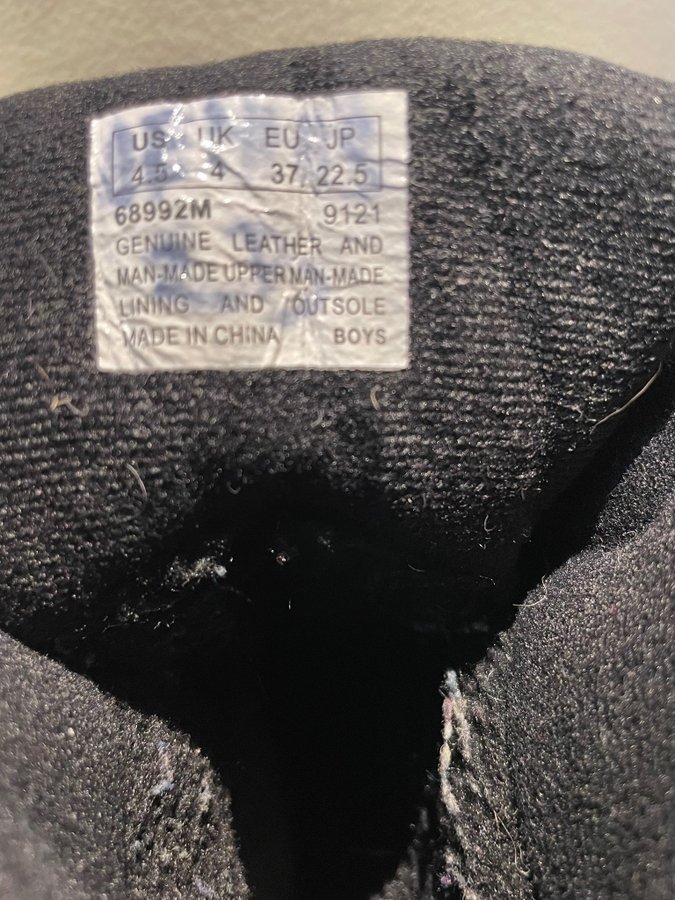 US UK EU JP
4.5 4 37 22.5
68992M 9121
GENUINE LEATHER AND
MAN-MADE UPPER MAN-MADE
LINING AND OUTSOLE
MADE IN CHINA BOYS